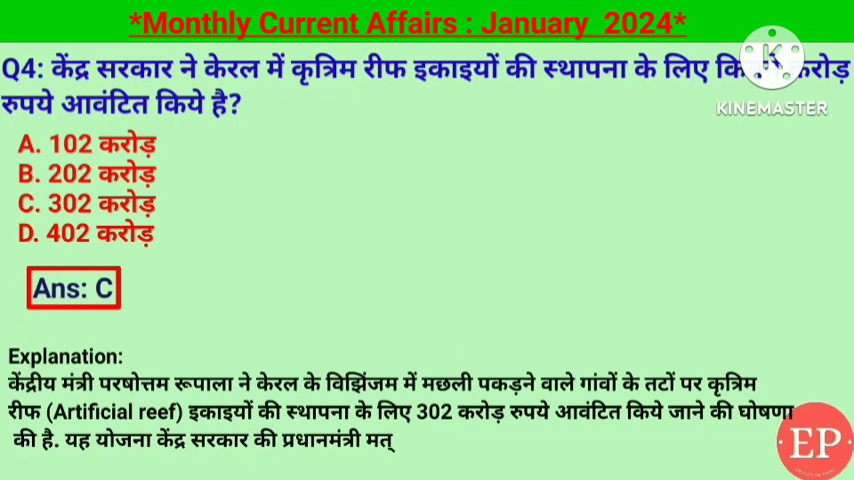 *Monthly Current Affairs : January 2024*
Q4: केंद्र सरकार ने केरल में कृत्रिम रीफ इकाइयों की स्थापना के लिए करोड़
रुपये आवंटित किये है?
KINEMASTER
A. 102 करोड़
B. 202 करोड़
C. 302 करोड़
D. 402 करोड़
Ans: C
Explanation:
केंद्रीय मंत्री परषोत्तम रूपाला ने केरल के विझिंजम में मछली पकड़ने वाले गांवों के तटों पर कृत्रिम
रीफ (Artificial reef) इकाइयों की स्थापना के लिए 302 करोड़ रुपये आवंटित किये जाने की घोषणा
की है. यह योजना केंद्र सरकार की प्रधानमंत्री मत्
EP